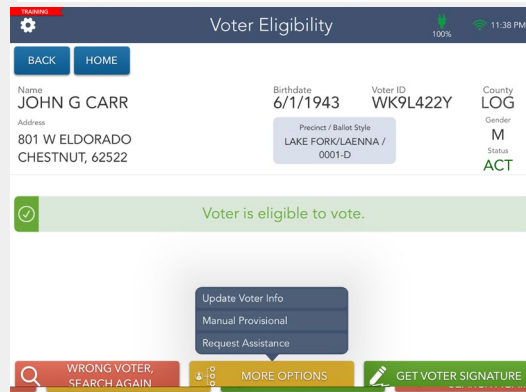 TRAINING
Voter Eligibility
100%
11:38 PM
BACK
HOME
Name
JOHN G CARR
Birthdate
6/1/1943
Voter ID
WK9L422Y
County
LOG
Address
801 W ELDORADO
CHESTNUT, 62522
Precinct / Ballot Style
LAKE FORK/LAENNA /
0001-D
Gender
M
Status
ACT
Voter is eligible to vote.
Update Voter Info
Manual Provisional
Request Assistance
WRONG VOTER,
SEARCH AGAIN
MORE OPTIONS
GET VOTER SIGNATURE